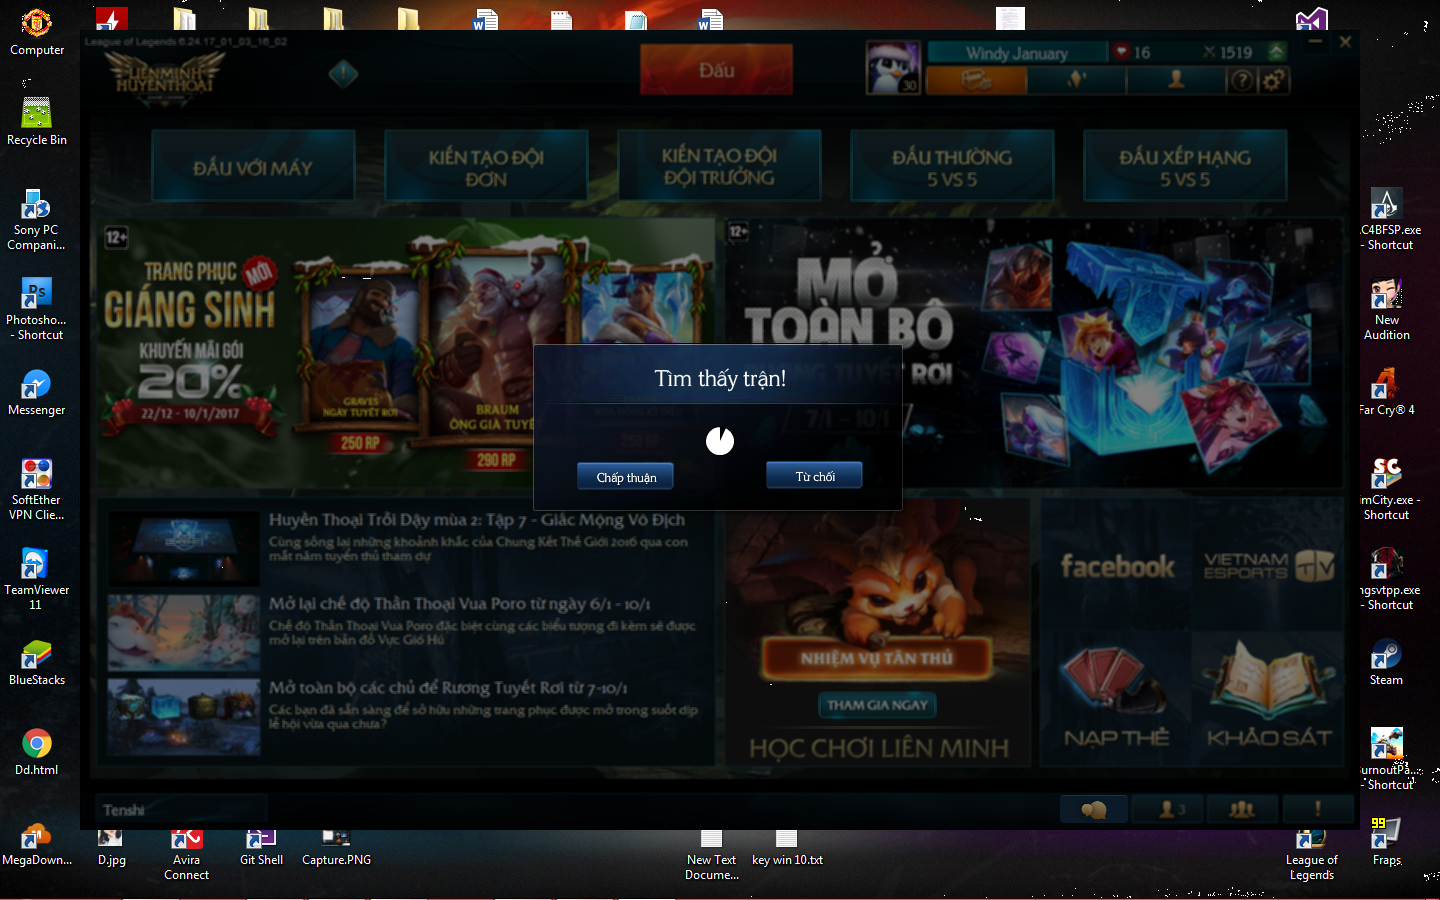 Computer
Recycle Bin
Sony PC
Compani...
Photosho...
- Shortcut
Messenger
SoftEther
VPN Clie...
TeamViewer
11
BlueStacks
Dd.html
MegaDown...
D.jpg
Avira
Connect
Git Shell
Capture.PNG
New Text
Docume...
key win 10.txt
League of
Legends
Fraps
C4BFSP.exe
- Shortcut
New
Audition
Far Cry® 4
imCity.exe -
Shortcut
ngsvtpp.exe
- Shortcut
Steam
urnoutPa...
- Shortcut
League of Legends 6.24.17_01_03_16_02
LIÊN MINH
HUYỀN THOẠI
Đấu
30
Windy January
16
1519
ĐẤU VỚI MÁY
KIẾN TẠO ĐỘI
ĐƠN
KIẾN TẠO ĐỘI
ĐỘI TRƯỞNG
ĐẤU THƯỜNG
5 VS 5
ĐẤU XẾP HẠNG
5 VS 5
12+
TRANG PHỤC MỚI
GIÁNG SINH
KHUYẾN MÃI GÓI
20%
22/12 - 10/1/2017
GRAVES
NGÀY TUYẾT RƠI
250 RP
BRAUM
ÔNG GIÀ TUYẾ
290 RP
12+
MỞ
TOÀN BỘ
NG TUYẾT RƠI
7/1 - 10/1
Tìm thấy trận!
Chấp thuận
Từ chối
Huyền Thoại Trỗi Dậy mùa 2: Tập 7 - Giấc Mộng Vô Địch
Cùng sống lại những khoảnh khắc của Chung Kết Thế Giới 2016 qua con
mắt năm tuyển thủ tham dự
Mở lại chế độ Thần Thoại Vua Poro từ ngày 6/1 - 10/1
Chế độ Thần Thoại Vua Poro đặc biệt cùng các biểu tượng đi kèm sẽ được
mở lại trên bản đồ Vực Gió Hú
Mở toàn bộ các chủ đề Rương Tuyết Rơi từ 7-10/1
Các bạn đã sẵn sàng để sở hữu những trang phục được mở trong suốt dịp
lễ hội vừa qua chưa?
NHIỆM VỤ TÂN THỦ
THAM GIA NGAY
HỌC CHƠI LIÊN MINH
facebook
VIETNAM
ESPORTS TV
NẠP THẺ
KHẢO SÁT
Tenshi
3
99